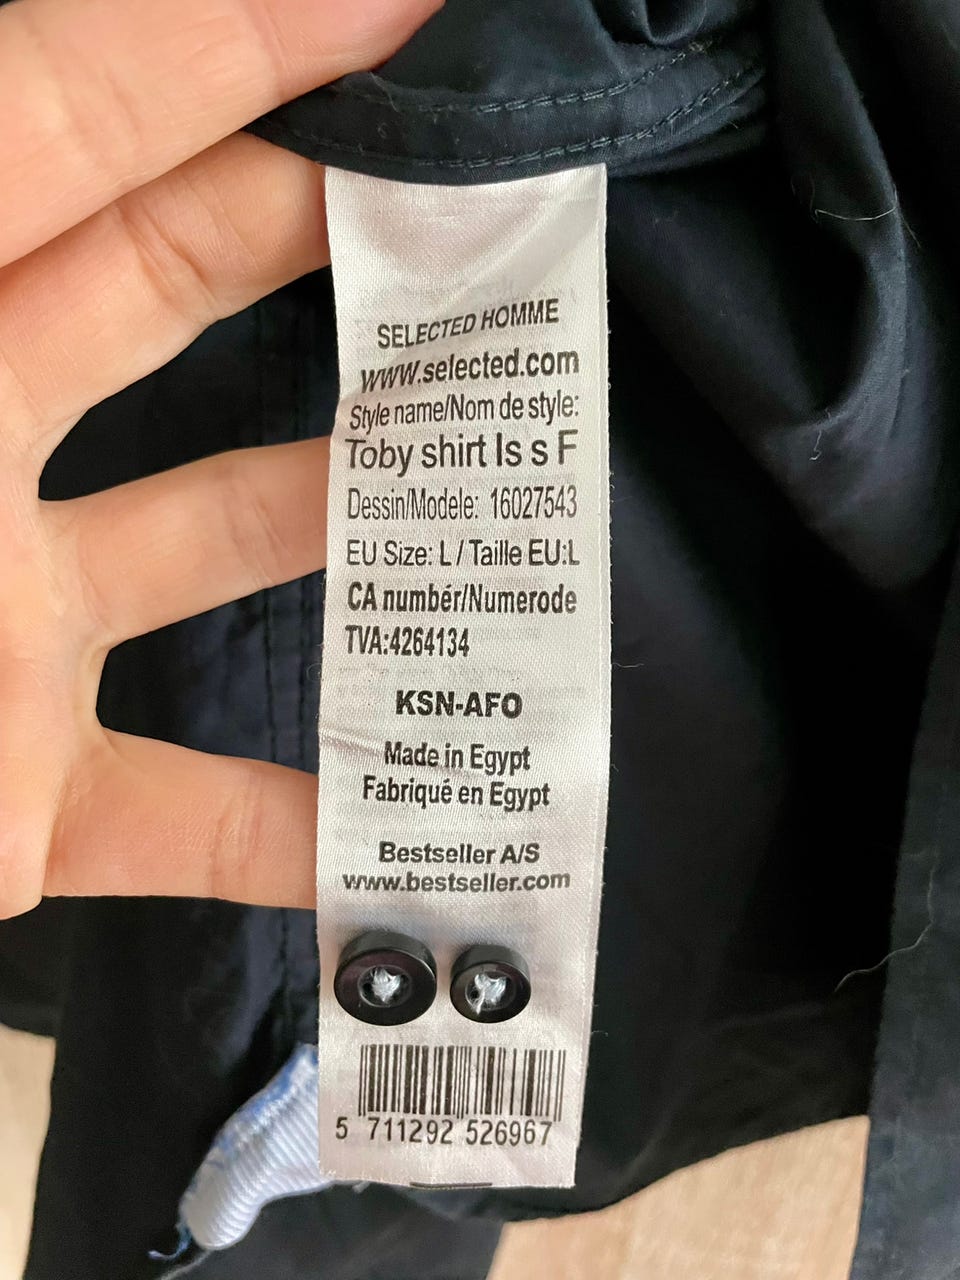 SELECTED HOMME
www.selected.com
Style name/Nom de style:
Toby shirt ls s F
Dessin/Modele: 16027543
EU Size: L / Taille EU:L
CA numbér/Numerode
TVA:4264134
KSN-AFO
Made in Egypt
Fabriqué en Egypt
Bestseller A/S
www.bestseller.com
5 711292 526967